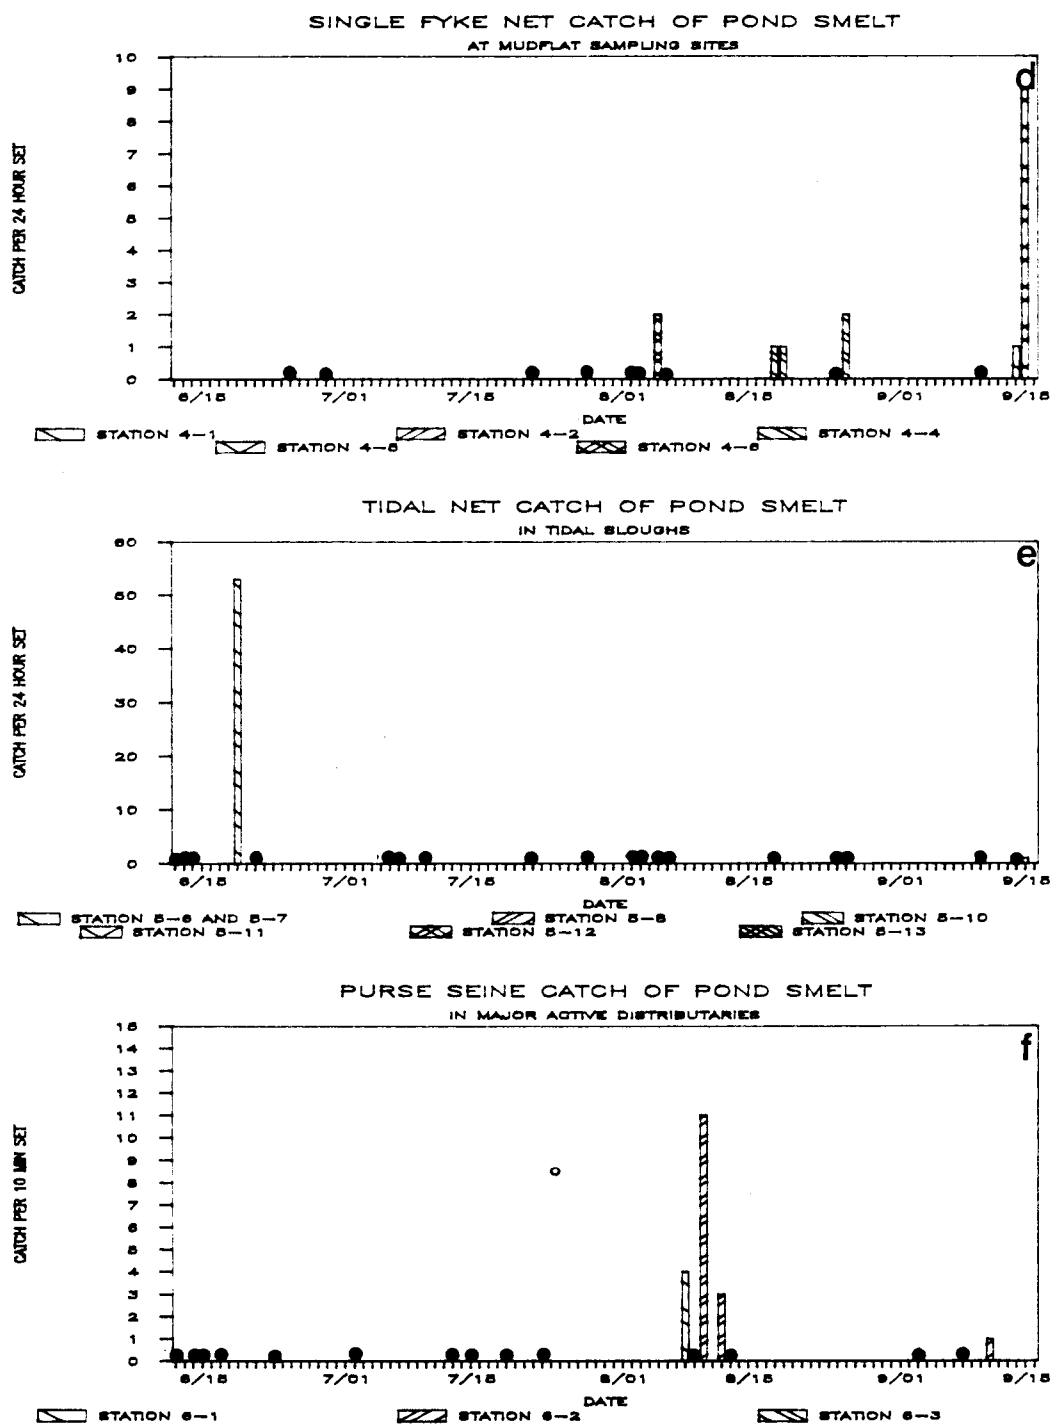 SINGLE FYKE NET CATCH OF POND SMELT
AT MUDFLAT SAMPLING SITES
d
CATCH PER 24 HOUR SET
10
9
8
7
6
5
4
3
2
1
0
6/15 7/01 7/15 8/01 8/15 9/01 9/15
DATE
STATION 4-1 STATION 4-2 STATION 4-4
STATION 4-5 STATION 4-6
TIDAL NET CATCH OF POND SMELT
IN TIDAL SLOUGHS
e
CATCH PER 24 HOUR SET
60
50
40
30
20
10
0
6/15 7/01 7/15 8/01 8/15 9/01 9/15
DATE
STATION 5-6 AND 5-7 STATION 5-8 STATION 5-10
STATION 5-11 STATION 5-12 STATION 5-13
PURSE SEINE CATCH OF POND SMELT
IN MAJOR ACTIVE DISTRIBUTARIES
f
CATCH PER 10 MIN SET
15
14
13
12
11
10
9
8
7
6
5
4
3
2
1
0
6/15 7/01 7/15 8/01 8/15 9/01 9/15
DATE
STATION 6-1 STATION 6-2 STATION 6-3